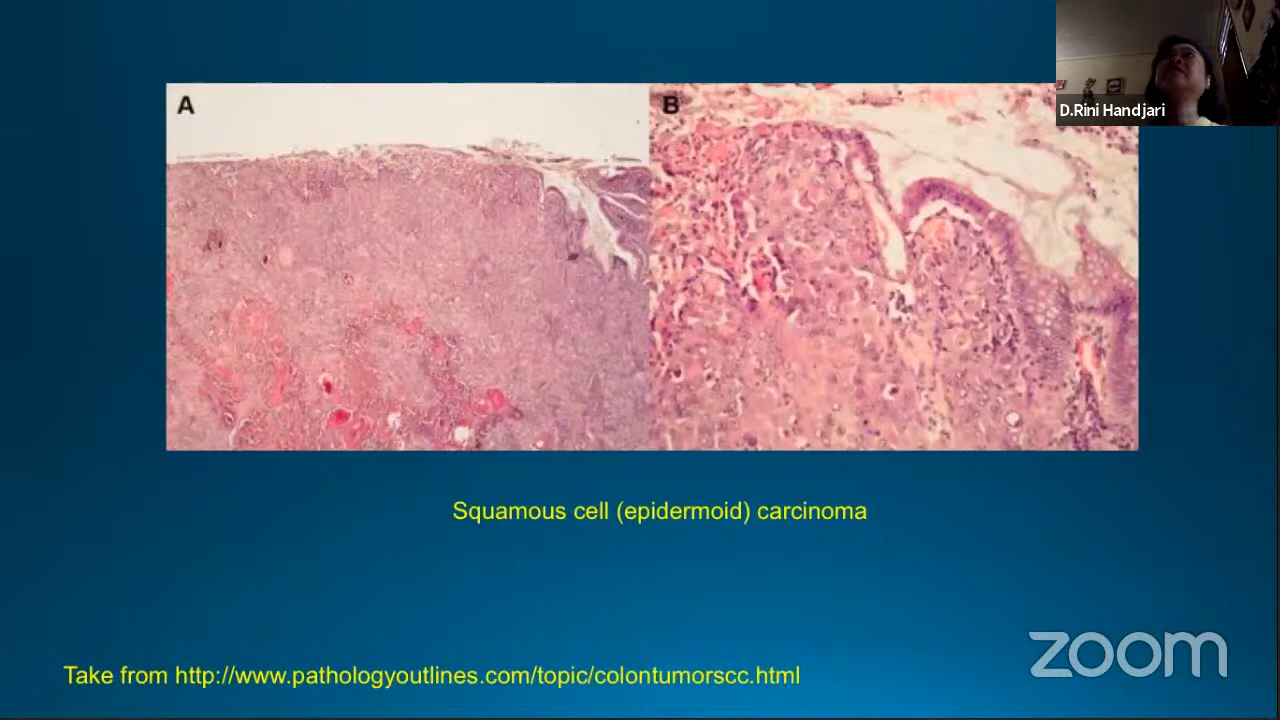 A
B
D.Rini Handjari
Squamous cell (epidermoid) carcinoma
Take from http://www.pathologyoutlines.com/topic/colontumorscc.html
zoom